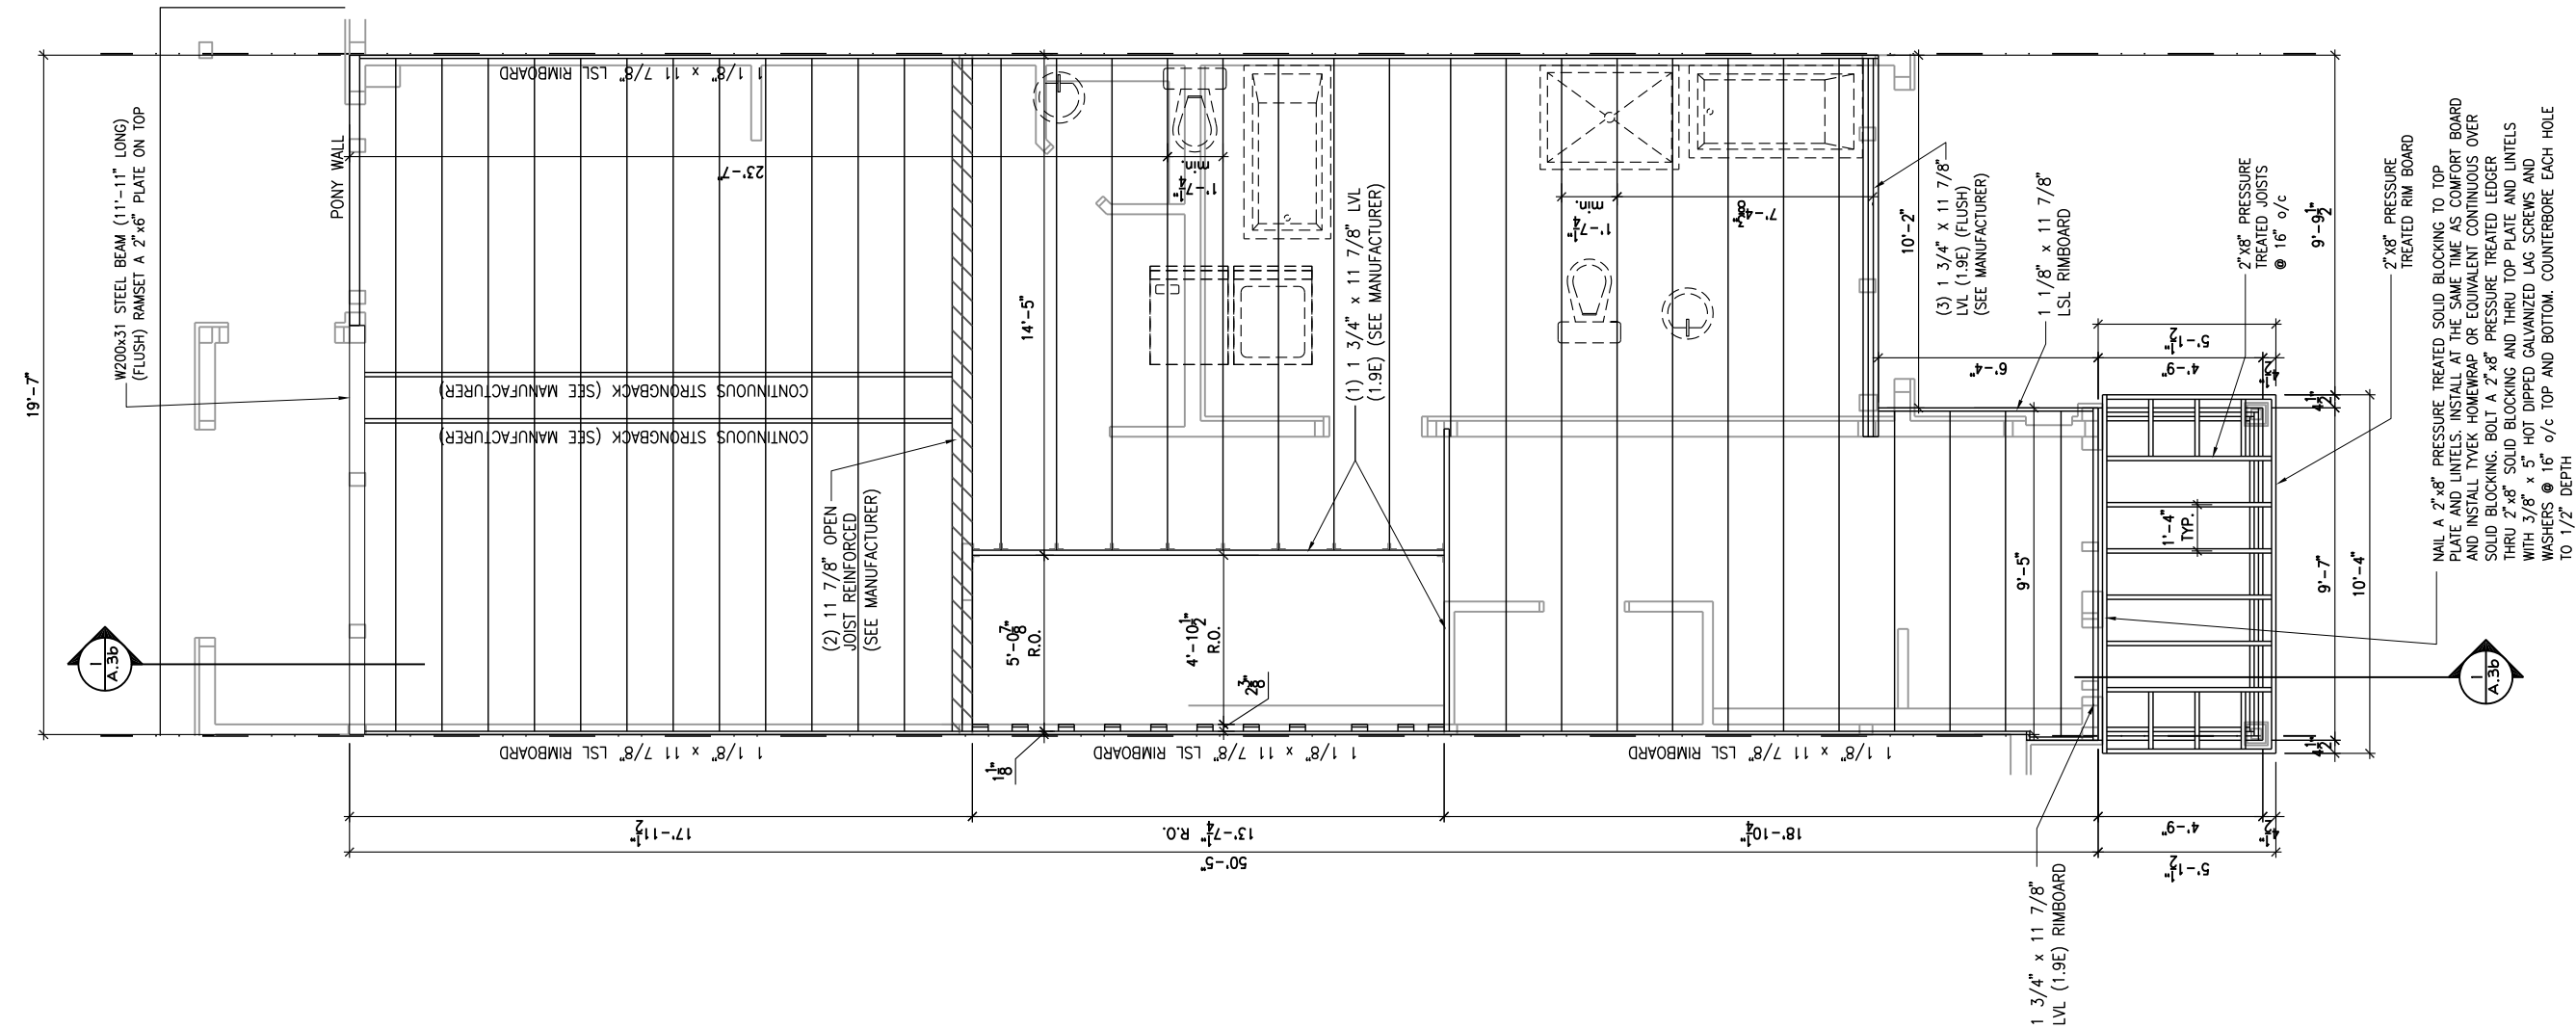 19'-7"
W200x31 STEEL BEAM (11'-11" LONG)
(FLUSH) RAMSET A 2"x6" PLATE ON TOP
PONY WALL
1
A.3b
1 1/8" x 11 7/8" LSL RIMBOARD
23'-7"
CONTINUOUS STRONGBACK (SEE MANUFACTURER)
CONTINUOUS STRONGBACK (SEE MANUFACTURER)
(2) 11 7/8" OPEN
JOIST REINFORCED
(SEE MANUFACTURER)
1 1/8" x 11 7/8" LSL RIMBOARD
14'-5"
1'-7 1/4"
min.
(1) 1 3/4" x 11 7/8" LVL
(1.9E) (SEE MANUFACTURER)
5'-0 7/8"
R.O.
4'-10 1/2"
R.O.
2 3/8"
1 1/8"
1 1/8" x 11 7/8" LSL RIMBOARD
1'-7 1/4"
min.
7'-4 3/8"
1 1/8" x 11 7/8" LSL RIMBOARD
10'-2"
(3) 1 3/4" x 11 7/8"
LVL (1.9E) (FLUSH)
(SEE MANUFACTURER)
1 1/8" x 11 7/8"
LSL RIMBOARD
6'-4"
5'-1 1/2"
4'-9"
4 1/2"
9'-5"
1'-4"
TYP.
2"x8" PRESSURE
TREATED JOISTS
@ 16" o/c
9'-9 1/2"
4 1/2"
9'-7"
4 1/2"
10'-4"
2"x8" PRESSURE
TREATED RIM BOARD
NAIL A 2"x8" PRESSURE TREATED SOLID BLOCKING TO TOP
PLATE AND LINTELS. INSTALL AT THE SAME TIME AS COMFORT BOARD
AND INSTALL TYVEK HOMEWRAP OR EQUIVALENT CONTINUOUS OVER
SOLID BLOCKING. BOLT A 2"x8" PRESSURE TREATED LEDGER
THRU 2"x8" SOLID BLOCKING AND THRU TOP PLATE AND LINTELS
WITH 3/8" x 5" HOT DIPPED GALVANIZED LAG SCREWS AND
WASHERS @ 16" o/c TOP AND BOTTOM. COUNTERBORE EACH HOLE
TO 1/2" DEPTH
1
A.3b
17'-11 1/2"
13'-7 1/4" R.O.
18'-10 1/4"
4'-9"
4 1/2"
50'-5"
5'-1 1/2"
1 3/4" x 11 7/8"
LVL (1.9E) RIMBOARD